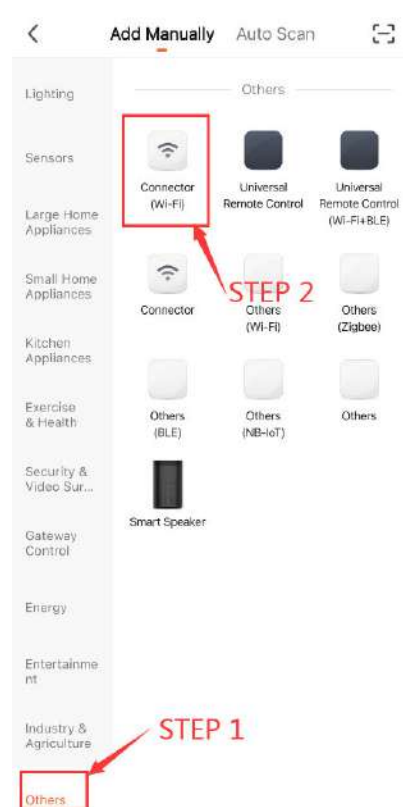 Add Manually
Auto Scan
Lighting
Sensors
Large Home
Appliances
Small Home
Appliances
Kitchen
Appliances
Exercise
& Health
Security &
Video Sur...
Gateway
Control
Energy
Entertainme
nt
Industry &
Agriculture
Others
Others
Connector
(Wi-Fi)
Universal
Remote Control
Universal
Remote Control
(Wi-Fi+BLE)
STEP 2
Connector
Others
(Wi-Fi)
Others
(Zigbee)
Others
(BLE)
Others
(NB-IoT)
Others
Smart Speaker
STEP 1